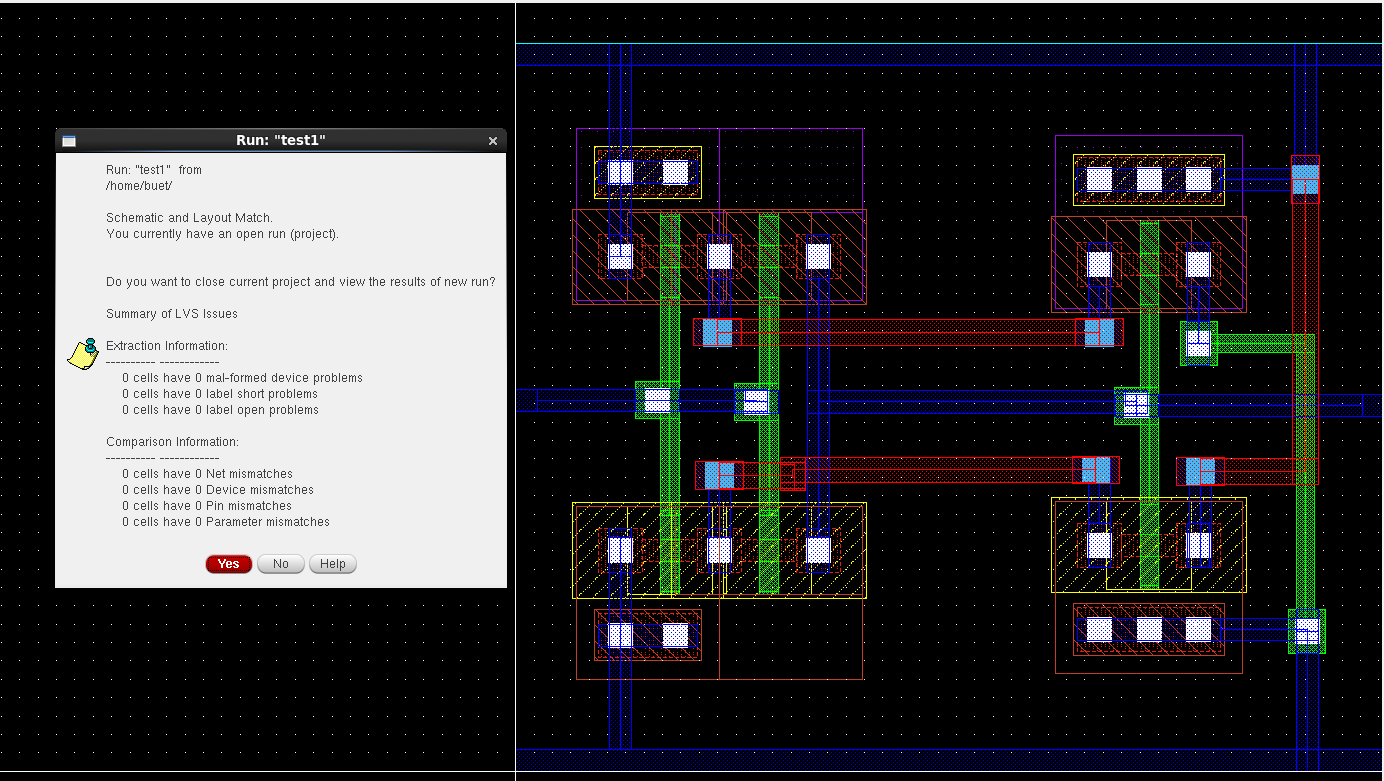 Run: "test1"
Run: "test1" from
/home/buet/
Schematic and Layout Match.
You currently have an open run (project).
Do you want to close current project and view the results of new run?
Summary of LVS Issues
Extraction Information:
---------- ------------
0 cells have 0 mal-formed device problems
0 cells have 0 label short problems
0 cells have 0 label open problems
Comparison Information:
---------- ------------
0 cells have 0 Net mismatches
0 cells have 0 Device mismatches
0 cells have 0 Pin mismatches
0 cells have 0 Parameter mismatches
Yes No Help